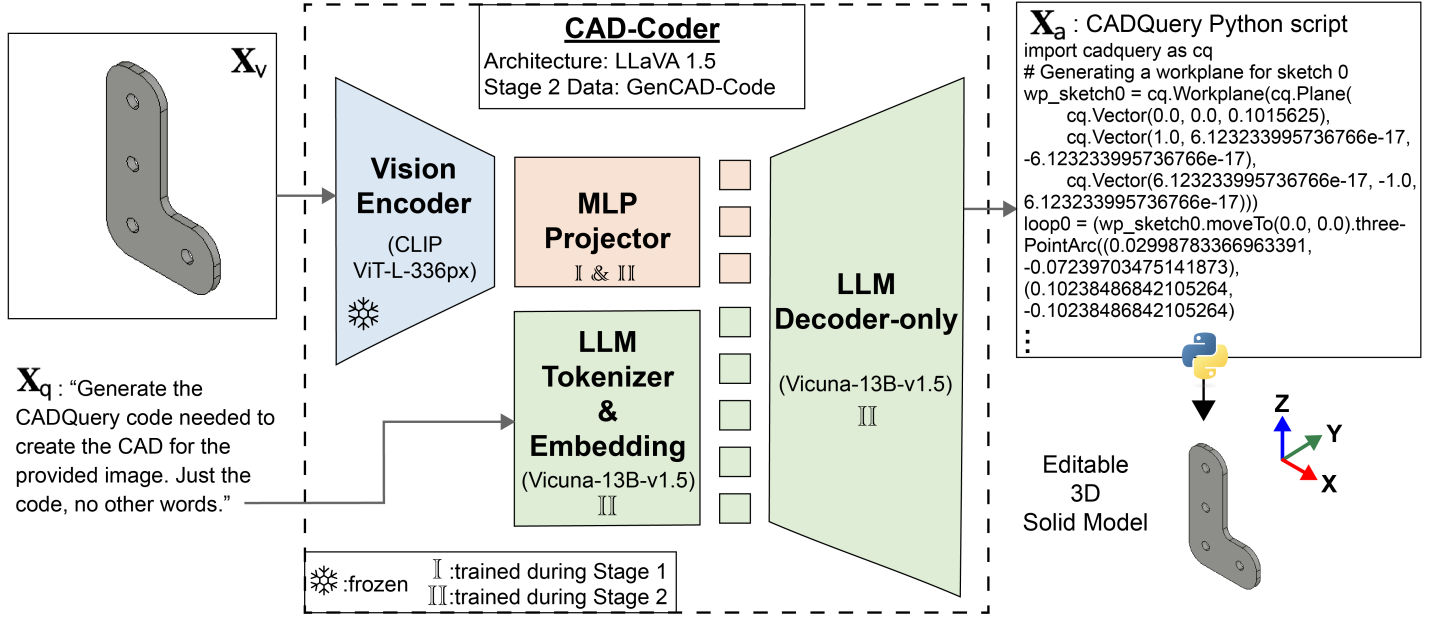 Xv
Xq : “Generate the
CADQuery code needed to
create the CAD for the
provided image. Just the
code, no other words.”
CAD-Coder
Architecture: LLaVA 1.5
Stage 2 Data: GenCAD-Code
Vision
Encoder
(CLIP
ViT-L-336px)
MLP
Projector
I & II
LLM
Tokenizer
&
Embedding
(Vicuna-13B-v1.5)
II
LLM
Decoder-only
(Vicuna-13B-v1.5)
II
:frozen
I :trained during Stage 1
II:trained during Stage 2
Xa : CADQuery Python script
import cadquery as cq
# Generating a workplane for sketch 0
wp_sketch0 = cq.Workplane(cq.Plane(
cq.Vector(0.0, 0.0, 0.1015625),
cq.Vector(1.0, 6.123233995736766e-17,
-6.123233995736766e-17),
cq.Vector(6.123233995736766e-17, -1.0,
6.123233995736766e-17)))
loop0 = (wp_sketch0.moveTo(0.0, 0.0).three-
PointArc((0.02998783366963391,
-0.07239703475141873),
(0.10238486842105264,
-0.10238486842105264)
⋮
Editable
3D
Solid Model
Z
Y
X